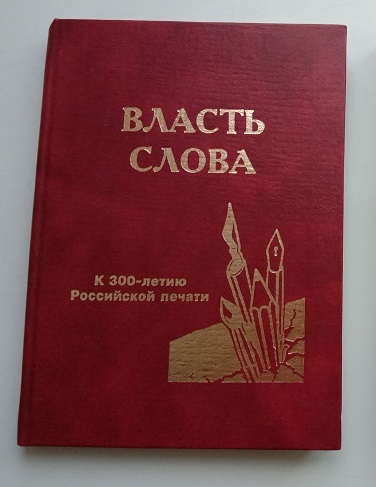 ВЛАСТЬ
СЛОВА
К 300-летию
Российской печати